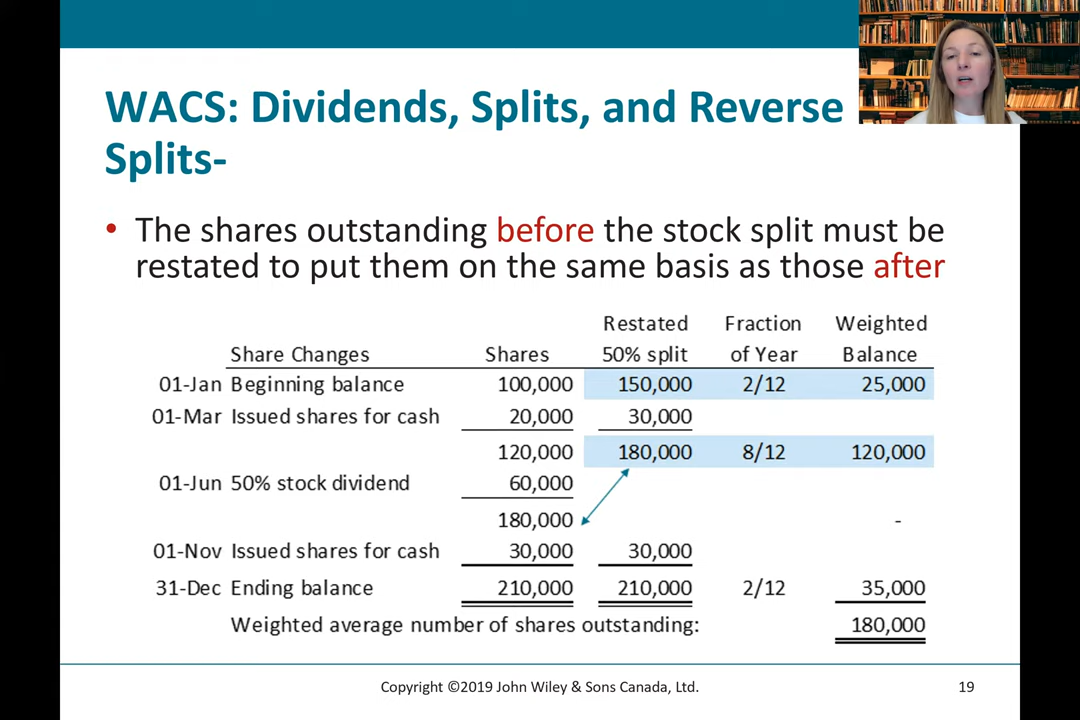 WACS: Dividends, Splits, and Reverse
Splits-
• The shares outstanding before the stock split must be
restated to put them on the same basis as those after
Restated Fraction Weighted
Share Changes Shares 50% split of Year Balance
01-Jan Beginning balance 100,000 150,000 2/12 25,000
01-Mar Issued shares for cash 20,000 30,000
120,000 180,000 8/12 120,000
01-Jun 50% stock dividend 60,000
180,000 -
01-Nov Issued shares for cash 30,000 30,000
31-Dec Ending balance 210,000 210,000 2/12 35,000
Weighted average number of shares outstanding: 180,000
Copyright ©2019 John Wiley & Sons Canada, Ltd. 19